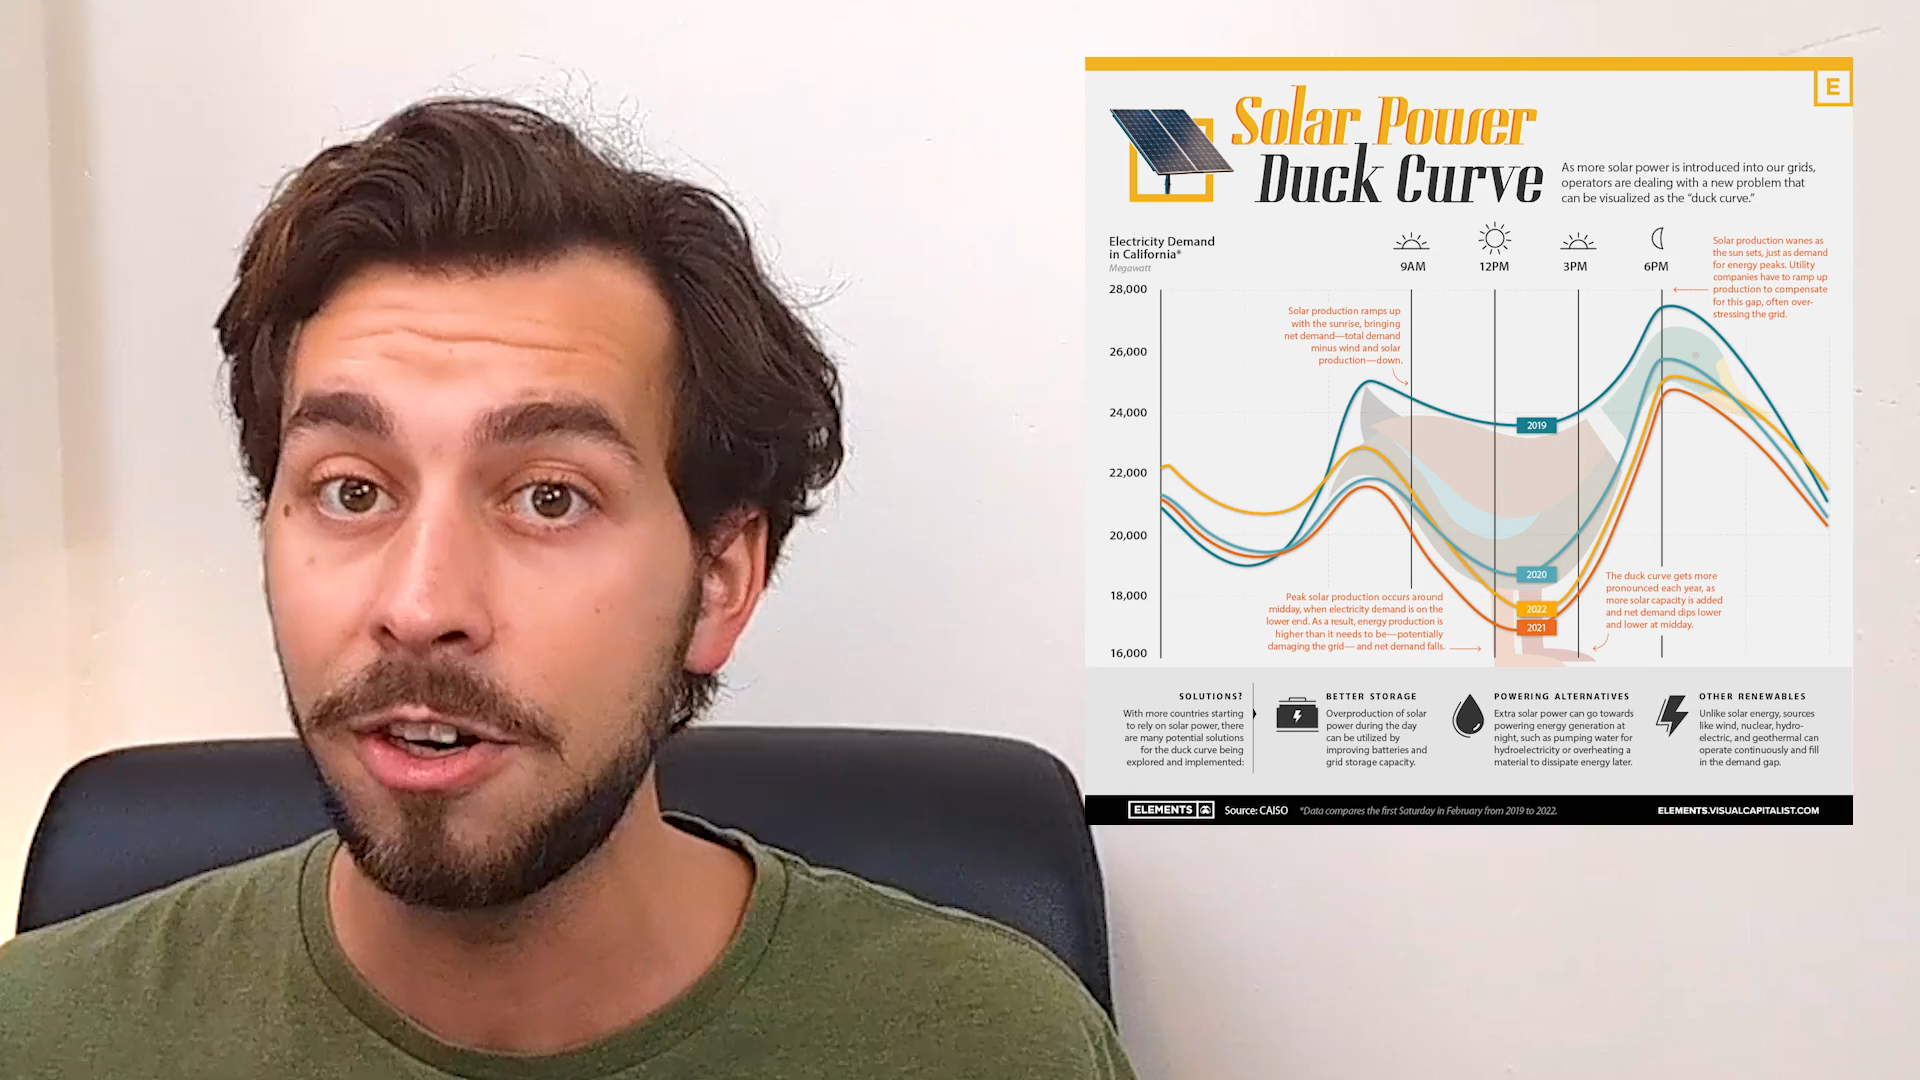 E
Solar Power
Duck Curve
As more solar power is introduced into our grids,
operators are dealing with a new problem that
can be visualized as the “duck curve.”
Electricity Demand
in California*
Megawatt
9AM
12PM
3PM
6PM
28,000
26,000
24,000
22,000
20,000
18,000
16,000
Solar production wanes as
the sun sets, just as demand
for energy peaks. Utility
companies have to ramp up
production to compensate
for this gap, often over-
stressing the grid.
Solar production ramps up
with the sunrise, bringing
net demand—total demand
minus wind and solar
production—down.
2019
2020
2022
2021
Peak solar production occurs around
midday, when electricity demand is on the
lower end. As a result, energy production is
higher than it needs to be—potentially
damaging the grid— and net demand falls.
The duck curve gets more
pronounced each year, as
more solar capacity is added
and net demand dips lower
and lower at midday.
SOLUTIONS?
With more countries starting
to rely on solar power, there
are many potential solutions
for the duck curve being
explored and implemented:
BETTER STORAGE
Overproduction of solar
power during the day
can be utilized by
improving batteries and
grid storage capacity.
POWERING ALTERNATIVES
Extra solar power can go towards
powering energy generation at
night, such as pumping water for
hydroelectricity or overheating a
material to dissipate energy later.
OTHER RENEWABLES
Unlike solar energy, sources
like wind, nuclear, hydro-
electric, and geothermal can
operate continuously and fill
in the demand gap.
ELEMENTS
Source: CAISO
*Data compares the first Saturday in February from 2019 to 2022.
ELEMENTS.VISUALCAPITALIST.COM